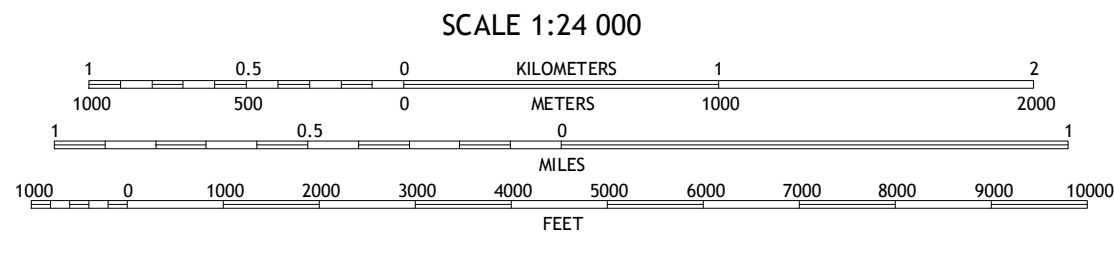 SCALE 1:24 000
1 0.5 0 KILOMETERS 1 2
1000 500 0 METERS 1000 2000
1 0.5 0 1
MILES
1000 0 1000 2000 3000 4000 5000 6000 7000 8000 9000 10000
FEET